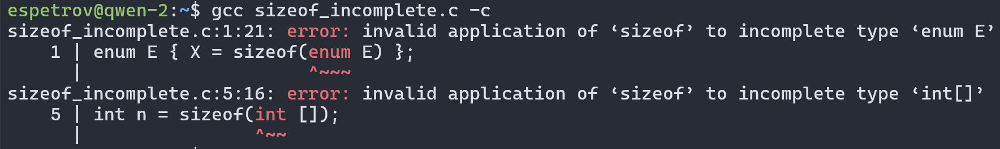 espetrov@qwen-2:~$ gcc sizeof_incomplete.c -c
sizeof_incomplete.c:1:21: error: invalid application of ‘sizeof’ to incomplete type ‘enum E’
    1 | enum E { X = sizeof(enum E) };
      |                     ^~~~
sizeof_incomplete.c:5:16: error: invalid application of ‘sizeof’ to incomplete type ‘int[]’
    5 | int n = sizeof(int []);
      |                ^~~